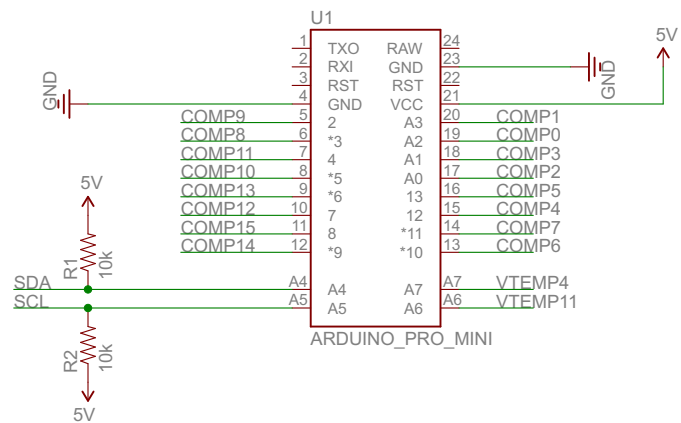 U1
1 TXO RAW 24
2 RXI GND 23
3 RST RST 22
GND 4 GND VCC 21 5V
GND
COMP9 5 2 A3 20 COMP1
COMP8 6 *3 A2 19 COMP0
COMP11 7 4 A1 18 COMP3
COMP10 8 *5 A0 17 COMP2
COMP13 9 *6 13 16 COMP5
COMP12 10 7 12 15 COMP4
COMP15 11 8 *11 14 COMP7
COMP14 12 *9 *10 13 COMP6
5V
R1 10k
SDA A4 A4 A7 A7 VTEMP4
SCL A5 A5 A6 A6 VTEMP11
ARDUINO_PRO_MINI
R2 10k
5V